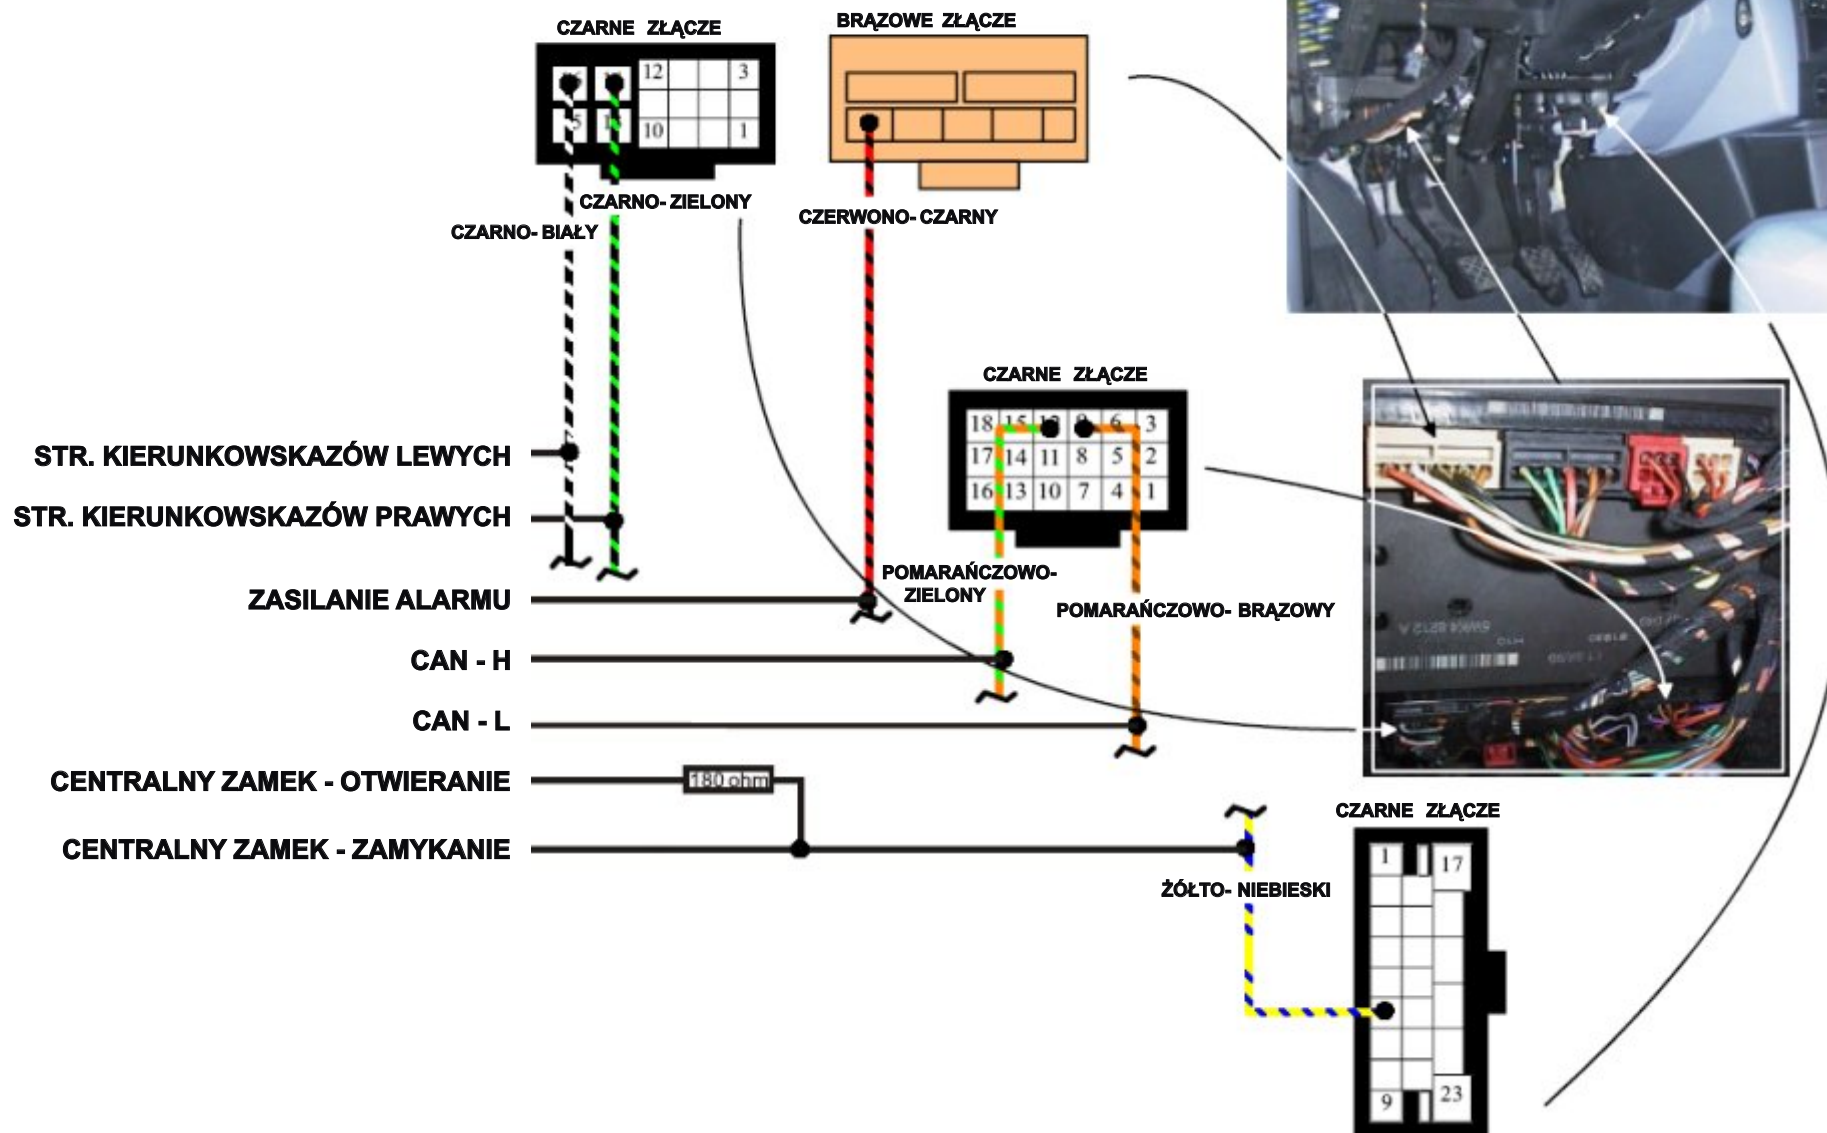 CZARNE ZŁĄCZE
BRĄZOWE ZŁĄCZE
12 3
10 1
CZARNO- ZIELONY
CZARNO- BIAŁY
CZERWONO- CZARNY
CZARNE ZŁĄCZE
18 15 12 9 6 3
17 14 11 8 5 2
16 13 10 7 4 1
STR. KIERUNKOWSKAZÓW LEWYCH
STR. KIERUNKOWSKAZÓW PRAWYCH
POMARAŃCZOWO-
ZIELONY
ZASILANIE ALARMU
POMARAŃCZOWO- BRĄZOWY
CAN - H
CAN - L
CENTRALNY ZAMEK - OTWIERANIE
180 ohm
CENTRALNY ZAMEK - ZAMYKANIE
CZARNE ZŁĄCZE
1 17
ŻÓŁTO- NIEBIESKI
9 23